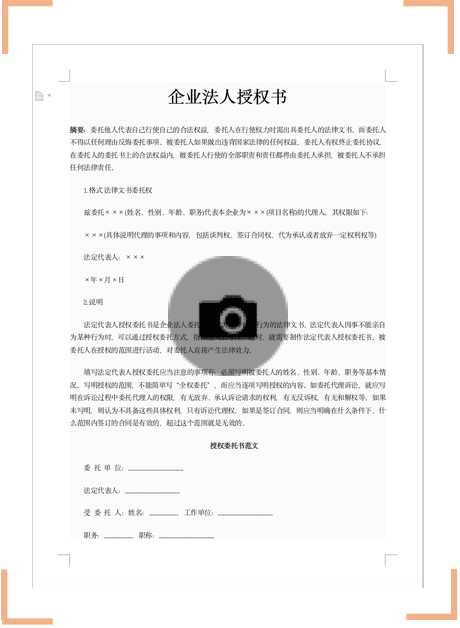 企业法人授权书
摘要：委托他人代表自己行使自己的合法权益，委托人在行使权力时需出具委托人的法律文书。而委托人
不得以任何理由反悔委托事项。被委托人如果做出违背国家法律的任何权益，委托人有权终止委托协议，
在委托人的委托书上的合法权益内，被委托人行使的全部职责和责任都将由委托人承担，被委托人不承担
任何法律责任。
1.格式法律文书委托权
兹委托×××(姓名、性别、年龄、职务)代表本企业为×××(项目名称)的代理人，其权限如下：
×××(具体说明代理的事项和内容，包括谈判权、签订合同权、代为承认或者放弃一定权利权等)
法定代表人：×××
×年×月×日
2.说明
法定代表人授权委托书是企业法人委 行为的法律文书。法定代表人因事不能亲自
为某种行为时，可以通过授权委托方式，指 时，就需要制作法定代表人授权委托书。被
委托人在授权的范围进行活动，对委托人直接产生法律效力。
填写法定代表人授权委托应当注意的事项有：必须写明被委托人的姓名、性别、年龄、职务等基本情
况。写明授权的范围，不能简单写“全权委托”，而应当逐项写明授权的内容。如委托代理诉讼，就应写
明在诉讼过程中委托代理人的权限，有无放弃、承认诉讼请求的权利，有无反诉权，有无和解权等，如果
未写明，则认为不具备这些具体权利，只有诉讼代理权。如果是签订合同，则应当明确在什么条件下、什
么范围内签订的合同是有效的，超过这个范围就是无效的。
授权委托书范文
委 托 单 位：
法定代表人：
受 委 托 人：姓名： ，工作单位：
职务： ，职称：